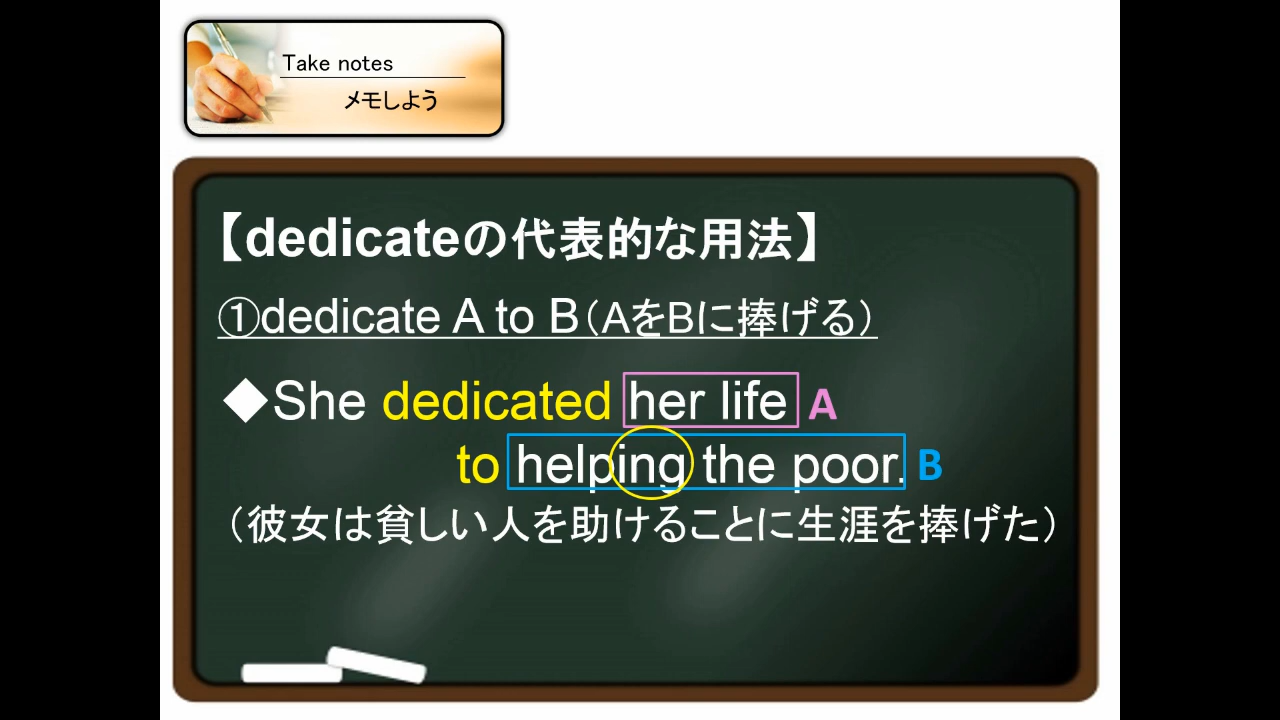 Take notes
メモしよう
【dedicateの代表的な用法】
①dedicate A to B（AをBに捧げる）
◆She dedicated her life A
to helping the poor. B
（彼女は貧しい人を助けることに生涯を捧げた）